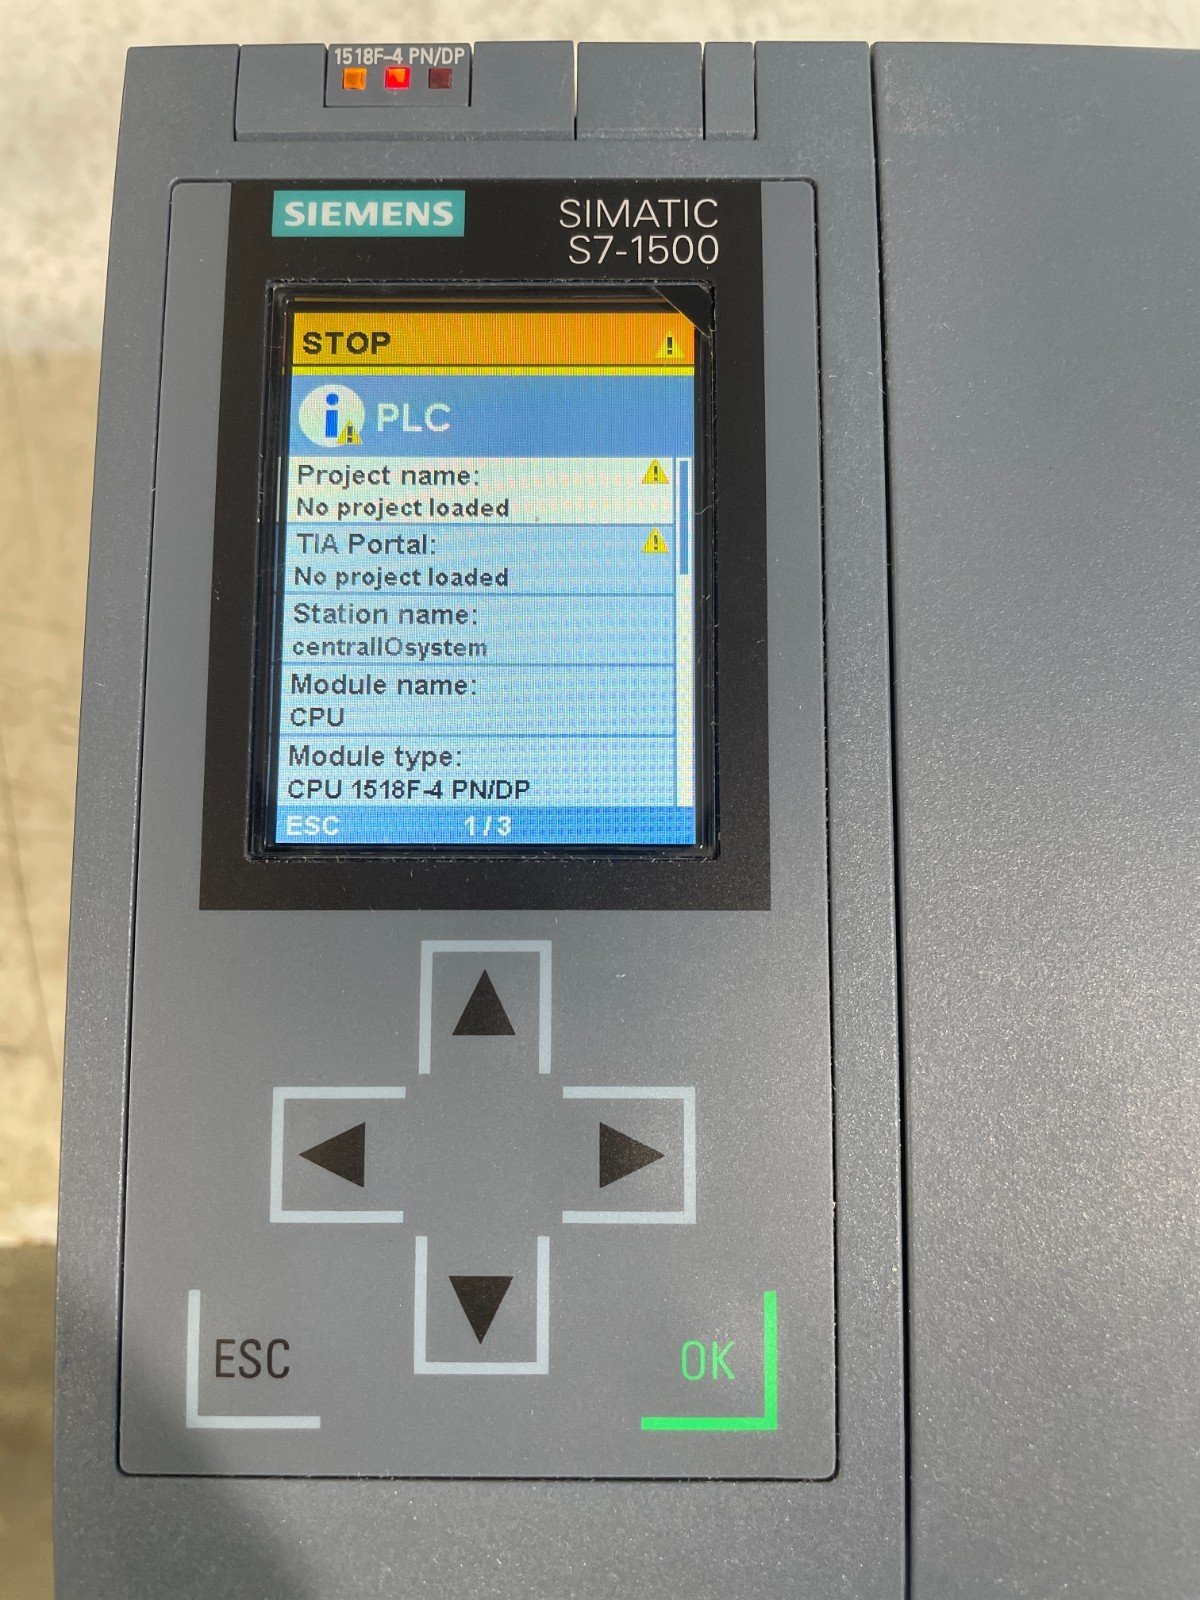 1518F-4 PN/DP
SIEMENS
SIMATIC
S7-1500
STOP
PLC
Project name:
No project loaded
TIA Portal:
No project loaded
Station name:
centralIOsystem
Module name:
CPU
Module type:
CPU 1518F-4 PN/DP
ESC 1/3
ESC
OK